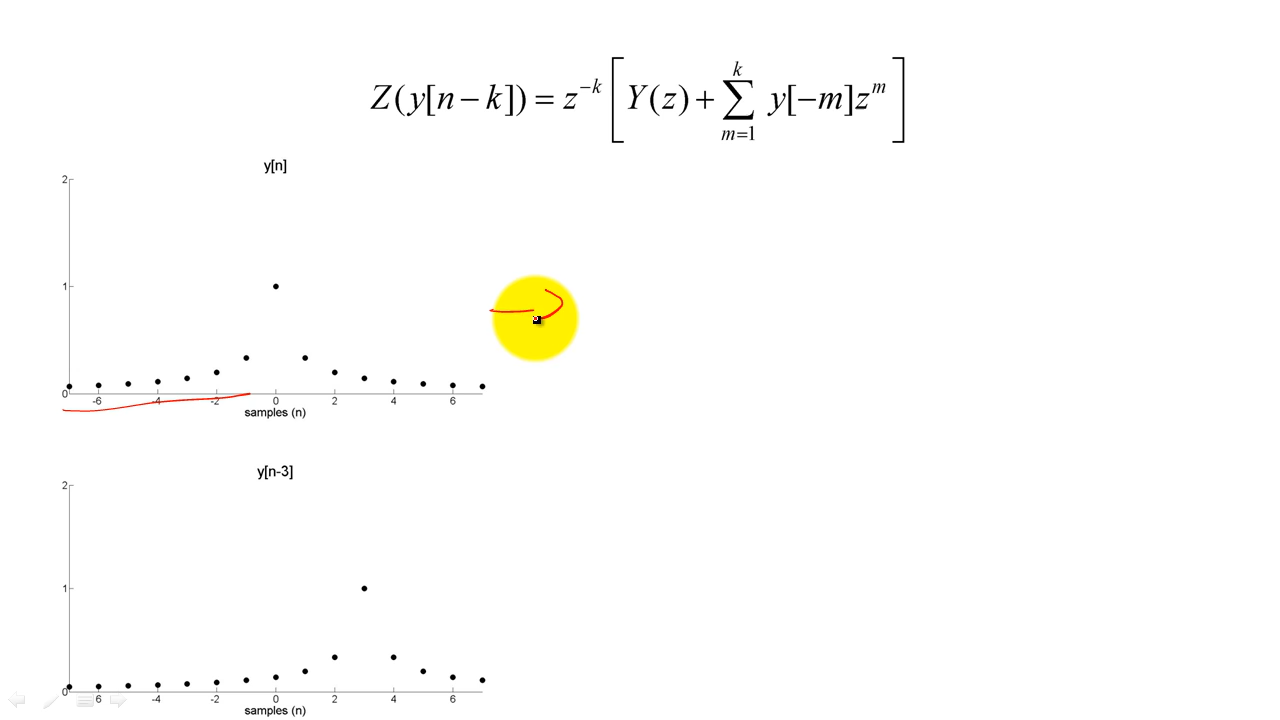 Z(y[n−k]) = z^{−k} [ Y(z) + \sum_{m=1}^{k} y[−m]z^m ]
y[n]
2
1
0
-6 -4 -2 0 2 4 6
samples (n)
y[n-3]
2
1
0
6 -4 -2 0 2 4 6
samples (n)